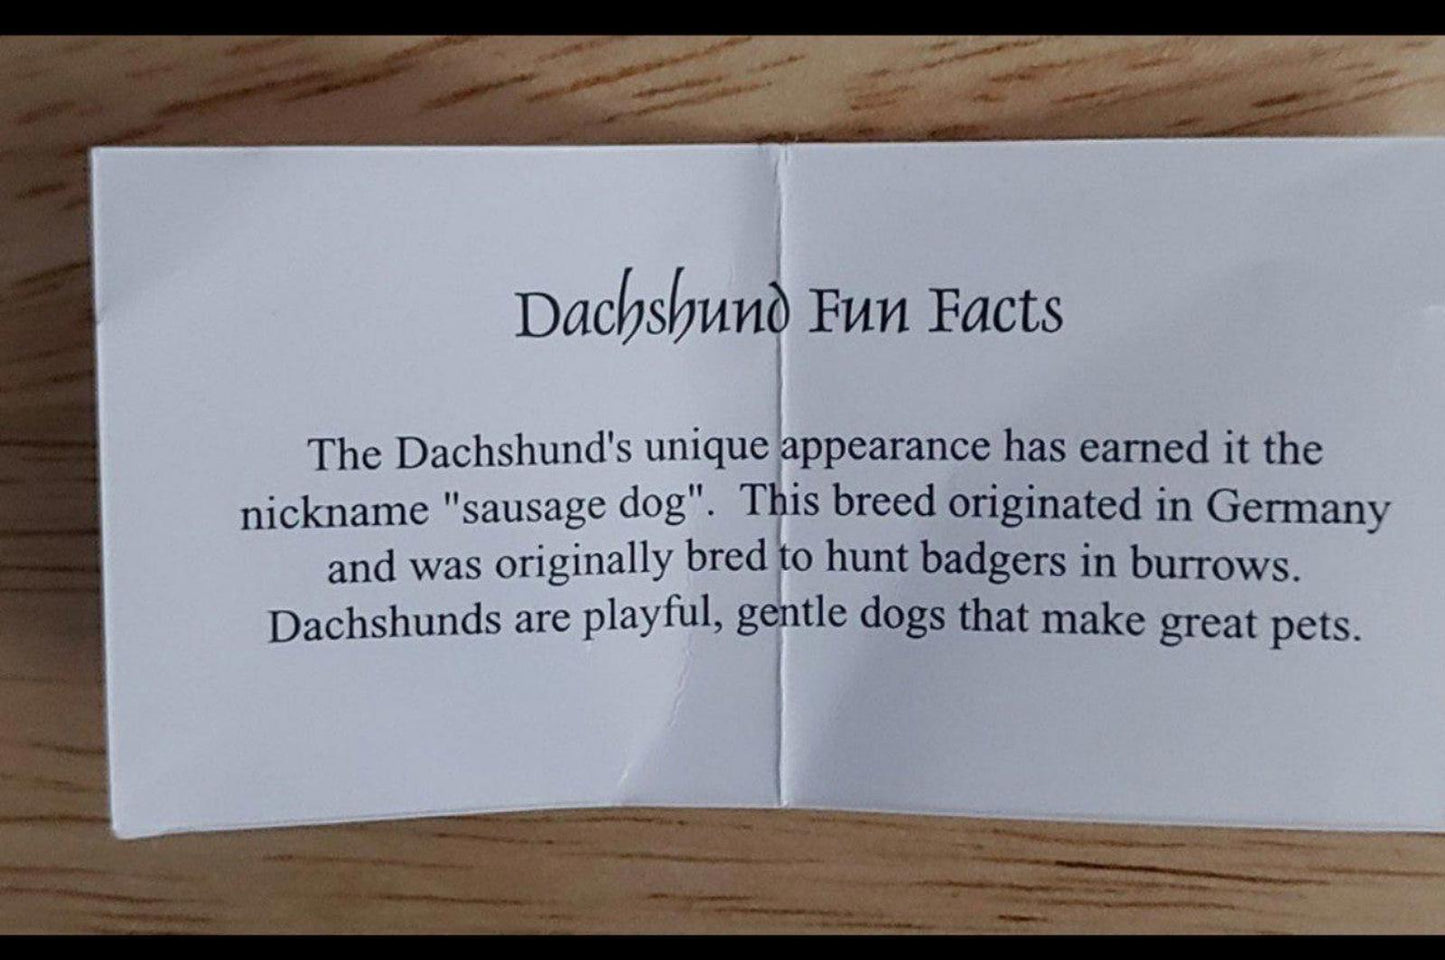 Dachshund Fun Facts
The Dachshund's unique appearance has earned it the
nickname "sausage dog".  This breed originated in Germany
and was originally bred to hunt badgers in burrows.
Dachshunds are playful, gentle dogs that make great pets.